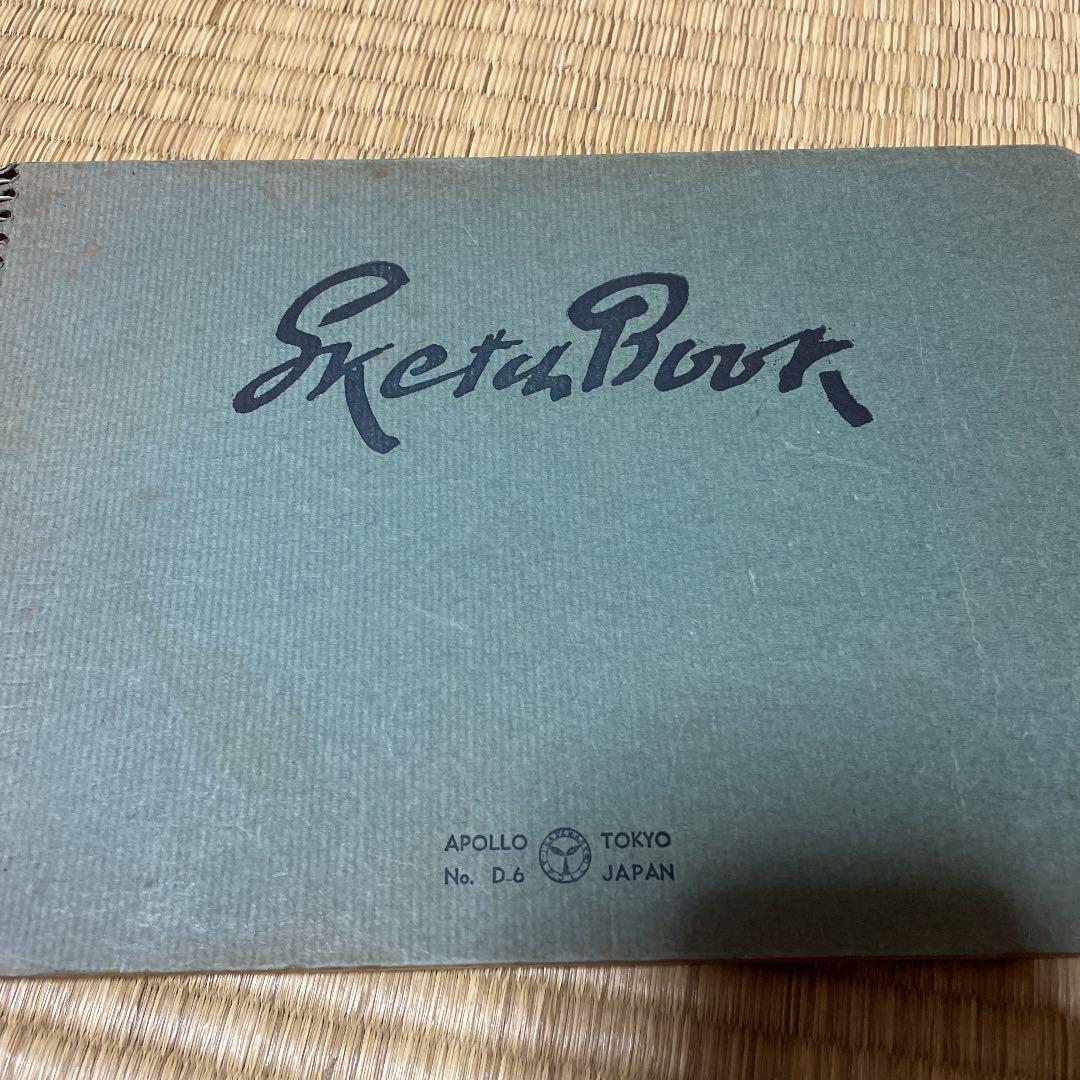 Sketch Book
APOLLO TOKYO
No. D-6 JAPAN